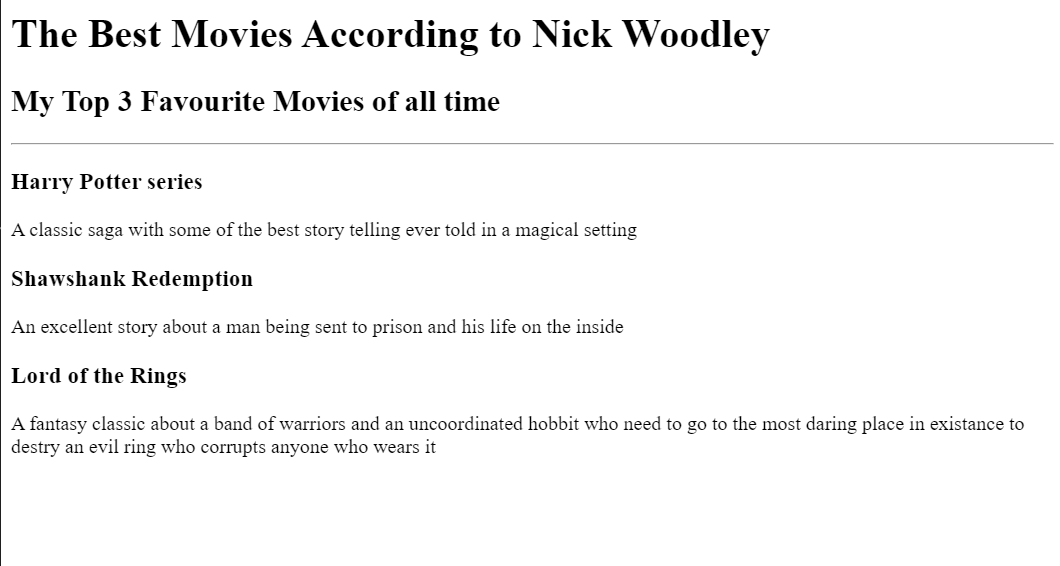 The Best Movies According to Nick Woodley
My Top 3 Favourite Movies of all time
Harry Potter series
A classic saga with some of the best story telling ever told in a magical setting
Shawshank Redemption
An excellent story about a man being sent to prison and his life on the inside
Lord of the Rings
A fantasy classic about a band of warriors and an uncoordinated hobbit who need to go to the most daring place in existance to
destry an evil ring who corrupts anyone who wears it